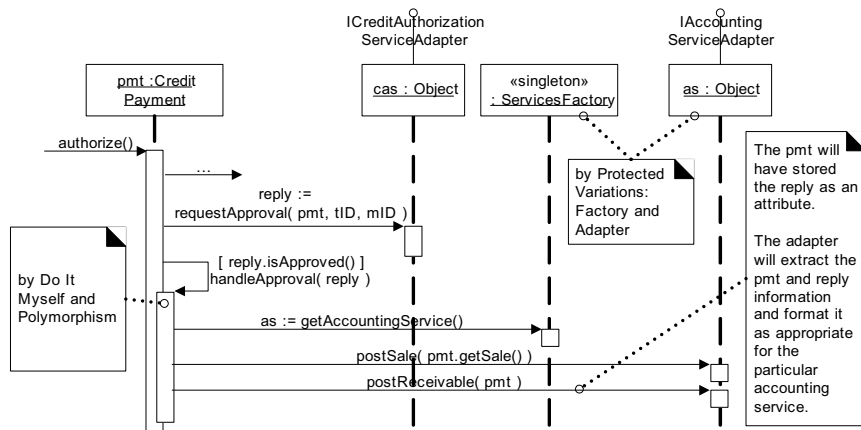 ICreditAuthorization
ServiceAdapter
IAccounting
ServiceAdapter
pmt :Credit
Payment
cas : Object
«singleton»
: ServicesFactory
as : Object
authorize()
...
reply :=
requestApproval( pmt, tID, mID )
by Protected
Variations:
Factory and
Adapter
The pmt will
have stored
the reply as an
attribute.
The adapter
will extract the
pmt and reply
information
and format it
as appropriate
for the
particular
accounting
service.
by Do It
Myself and
Polymorphism
[ reply.isApproved() ]
handleApproval( reply )
as := getAccountingService()
postSale( pmt.getSale() )
postReceivable( pmt )